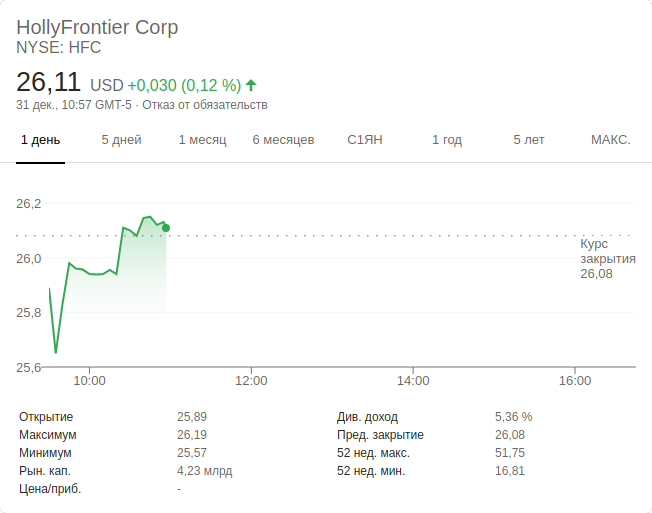 HollyFrontier Corp
NYSE: HFC
26,11 USD +0,030 (0,12 %)
31 дек., 10:57 GMT-5 · Отказ от обязательств
1 день 5 дней 1 месяц 6 месяцев С1ЯН 1 год 5 лет МАКС.
26,2
Курс
закрытия
26,08
26,0
25,8
25,6
10:00 12:00 14:00 16:00
Открытие 25,89 Див. доход 5,36 %
Максимум 26,19 Пред. закрытие 26,08
Минимум 25,57 52 нед. макс. 51,75
Рын. кап. 4,23 млрд 52 нед. мин. 16,81
Цена/приб. -